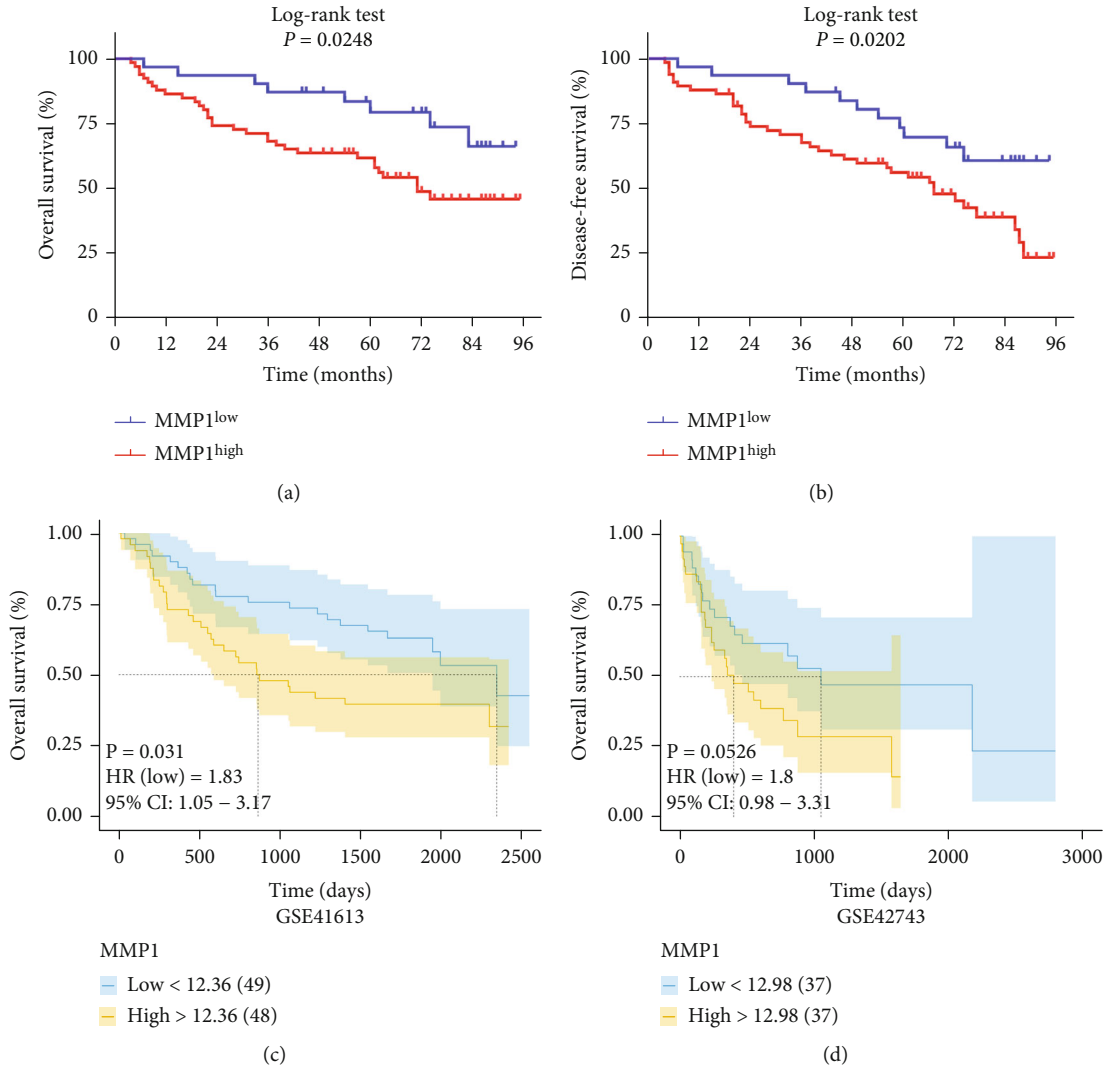 Log-rank test
P = 0.0248
Overall survival (%)
100
75
50
25
0
0 12 24 36 48 60 72 84 96
Time (months)
MMP1low
MMP1high
(a)
Log-rank test
P = 0.0202
Disease-free survival (%)
100
75
50
25
0
0 12 24 36 48 60 72 84 96
Time (months)
MMP1low
MMP1high
(b)
Overall survival (%)
1.00
0.75
0.50
0.25
0.00
P = 0.031
HR (low) = 1.83
95% CI: 1.05 − 3.17
0 500 1000 1500 2000 2500
Time (days)
GSE41613
MMP1
Low < 12.36 (49)
High > 12.36 (48)
(c)
Overall survival (%)
1.00
0.75
0.50
0.25
0.00
P = 0.0526
HR (low) = 1.8
95% CI: 0.98 − 3.31
0 1000 2000 3000
Time (days)
GSE42743
MMP1
Low < 12.98 (37)
High > 12.98 (37)
(d)